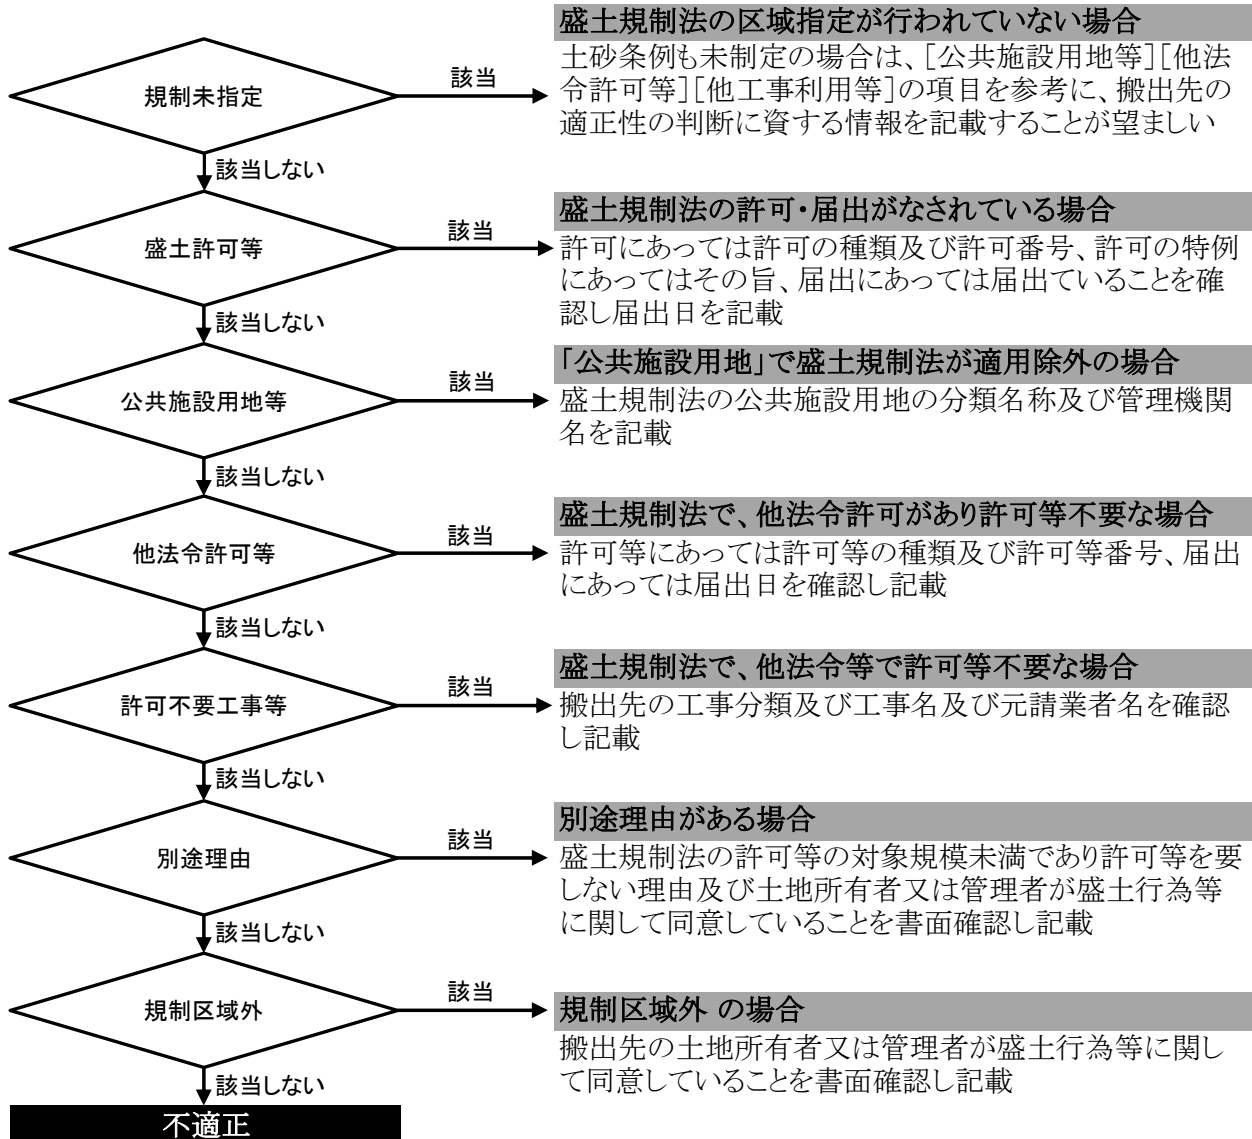 盛土規制法の区域指定が行われていない場合
土砂条例も未制定の場合は、[公共施設用地等][他法
令許可等][他工事利用等]の項目を参考に、搬出先の
適正性の判断に資する情報を記載することが望ましい
規制未指定
該当
該当しない
盛土規制法の許可・届出がなされている場合
許可にあっては許可の種類及び許可番号、許可の特例
にあってはその旨、届出にあっては届出ていることを確
認し届出日を記載
盛土許可等
該当
該当しない
「公共施設用地」で盛土規制法が適用除外の場合
盛土規制法の公共施設用地の分類名称及び管理機関
名を記載
公共施設用地等
該当
該当しない
盛土規制法で、他法令許可があり許可等不要な場合
許可等にあっては許可等の種類及び許可等番号、届出
にあっては届出日を確認し記載
他法令許可等
該当
該当しない
盛土規制法で、他法令等で許可等不要な場合
搬出先の工事分類及び工事名及び元請業者名を確認
し記載
許可不要工事等
該当
該当しない
別途理由がある場合
盛土規制法の許可等の対象規模未満であり許可等を要
しない理由及び土地所有者又は管理者が盛土行為等
に関して同意していることを書面確認し記載
別途理由
該当
該当しない
規制区域外 の場合
搬出先の土地所有者又は管理者が盛土行為等に関し
て同意していることを書面確認し記載
規制区域外
該当
該当しない
不適正